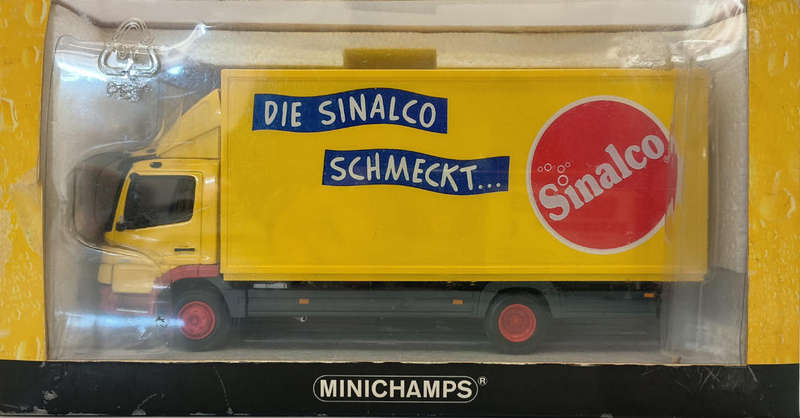 DIE SINALCO
SCHMECKT...
Sinalco
MINICHAMPS®